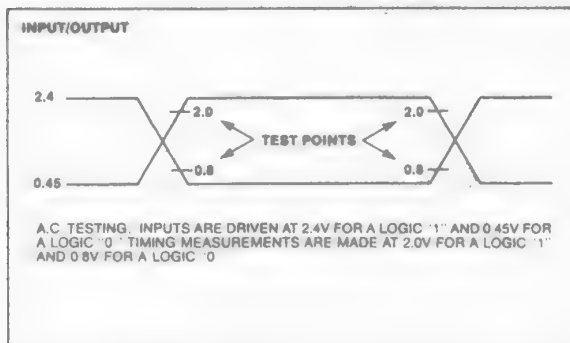 INPUT/OUTPUT
2.4
2.0
2.0
TEST POINTS
0.8
0.8
0.45
A.C TESTING. INPUTS ARE DRIVEN AT 2.4V FOR A LOGIC "1" AND 0 45V FOR
A LOGIC "0 " TIMING MEASUREMENTS ARE MADE AT 2.0V FOR A LOGIC "1"
AND 0 8V FOR A LOGIC "0